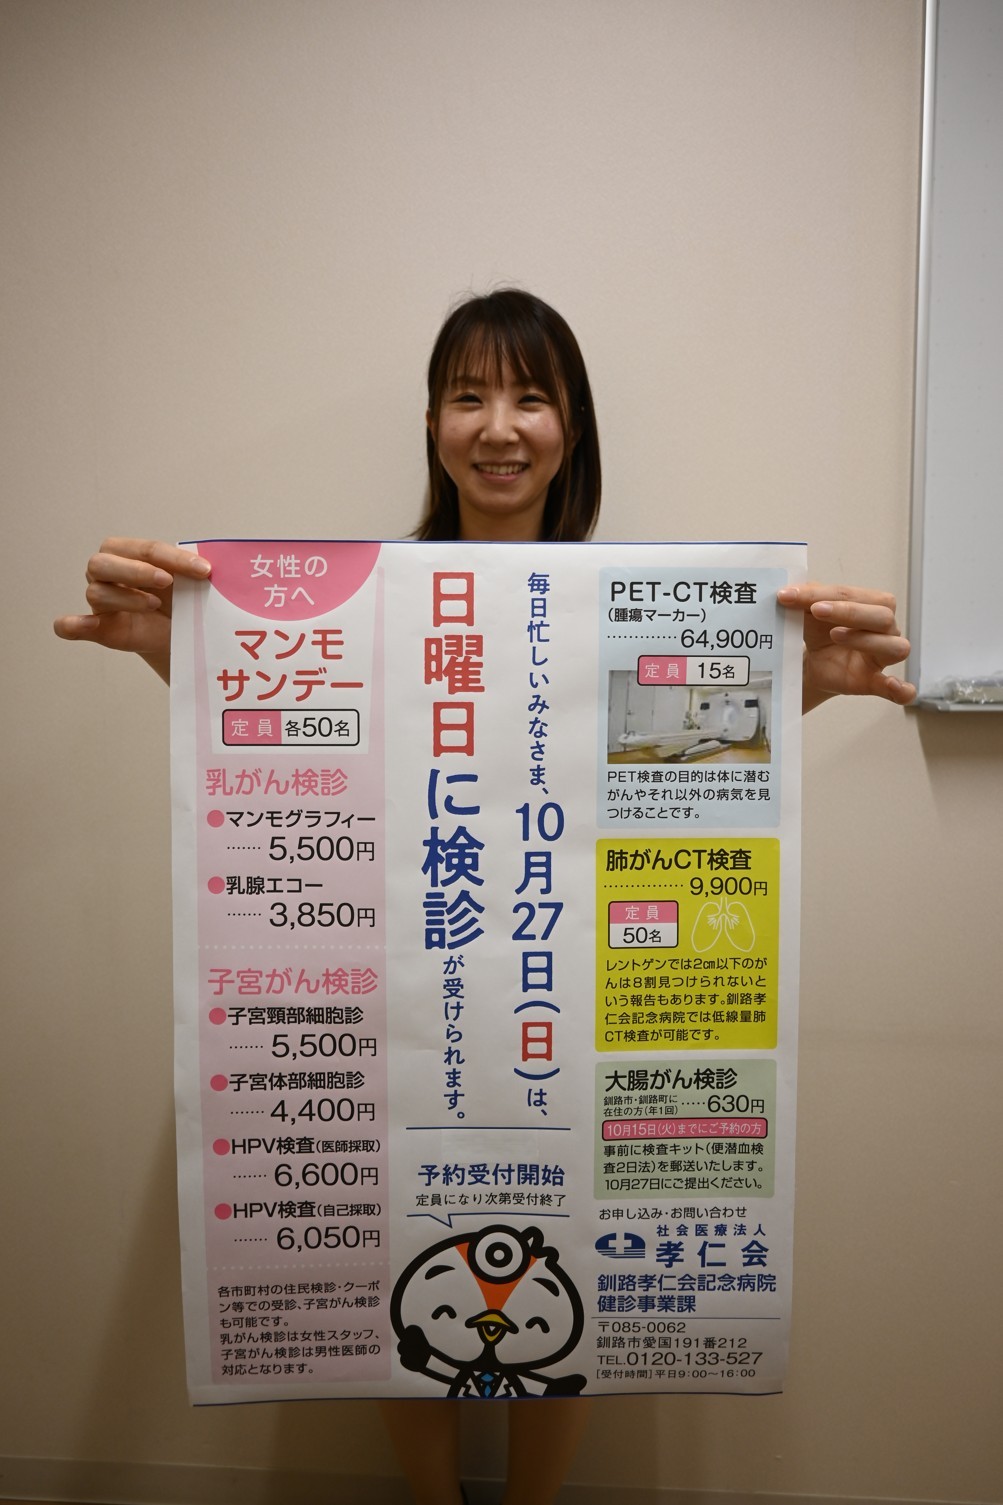 女性の
方へ
マンモ
サンデー
定員 各50名
乳がん検診
●マンモグラフィー
……5,500円
●乳腺エコー
……3,850円
子宮がん検診
●子宮頸部細胞診
……5,500円
●子宮体部細胞診
……4,400円
●HPV検査(医師採取)
……6,600円
●HPV検査(自己採取)
……6,050円
各市町村の住民検診・クーポ
ン等での受診、子宮がん検診
も可能です。
乳がん検診は女性スタッフ、
子宮がん検診は男性医師の
対応となります。
毎日忙しいみなさま、10月27日(日)は、
日曜日に検診が受けられます。
予約受付開始
定員になり次第受付終了
PET-CT検査
(腫瘍マーカー)
…………64,900円
定員 15名
PET検査の目的は体に潜む
がんやそれ以外の病気を見
つけることです。
肺がんCT検査
……………9,900円
定員
50名
レントゲンでは2㎝以下のが
んは8割見つけられないと
いう報告もあります。釧路孝
仁会記念病院では低線量肺
CT検査が可能です。
大腸がん検診
釧路市・釧路町に
在住の方(年1回)……630円
10月15日(火)までにご予約の方
事前に検査キット(便潜血検
査2日法)を郵送いたします。
10月27日にご提出ください。
お申し込み・お問い合わせ
社会医療法人
孝仁会
釧路孝仁会記念病院
健診事業課
〒085-0062
釧路市愛国191番212
TEL.0120-133-527
[受付時間]平日9:00～16:00